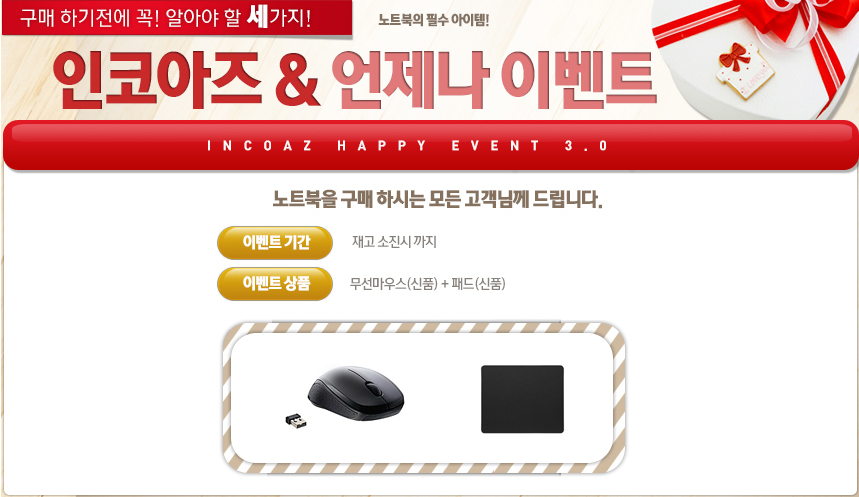 구매 하기전에 꼭! 알아야 할 세가지!
노트북의 필수 아이템!
인코아즈 & 언제나 이벤트
INCOAZ HAPPY EVENT 3.0
노트북을 구매 하시는 모든 고객님께 드립니다.
이벤트 기간 재고 소진시 까지
이벤트 상품 무선마우스(신품) + 패드(신품)